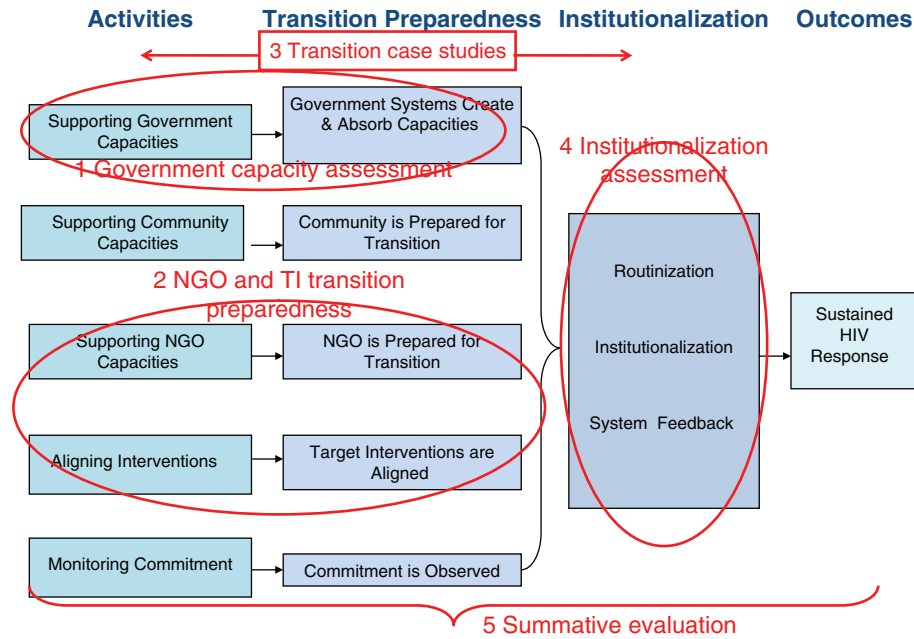 Activities
Transition Preparedness
Institutionalization
Outcomes
3 Transition case studies
Supporting Government
Capacities
Government Systems Create
& Absorb Capacities
1 Government capacity assessment
4 Institutionalization
assessment
Supporting Community
Capacities
Community is Prepared for
Transition
2 NGO and TI transition
preparedness
Supporting NGO
Capacities
NGO is Prepared for
Transition
Aligning Interventions
Target Interventions are
Aligned
Monitoring Commitment
Commitment is Observed
Routinization
Institutionalization
System Feedback
Sustained
HIV
Response
5 Summative evaluation